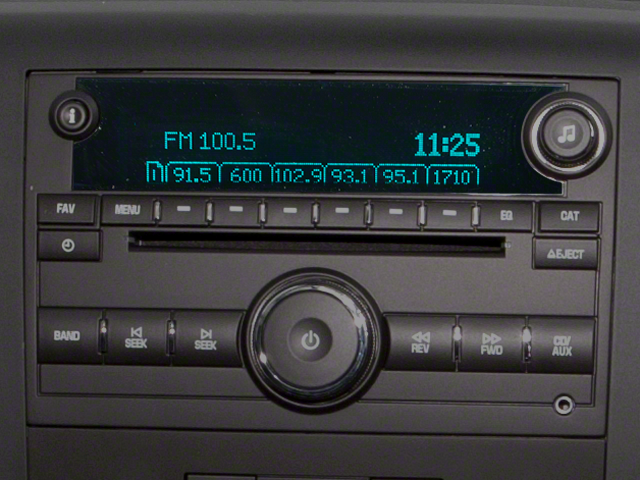 i
FM 100.5 11:25
91.5 600 102.9 93.1 95.1 1710
FAV MENU EQ CAT
EJECT
BAND SEEK SEEK REV FWD CD/
AUX